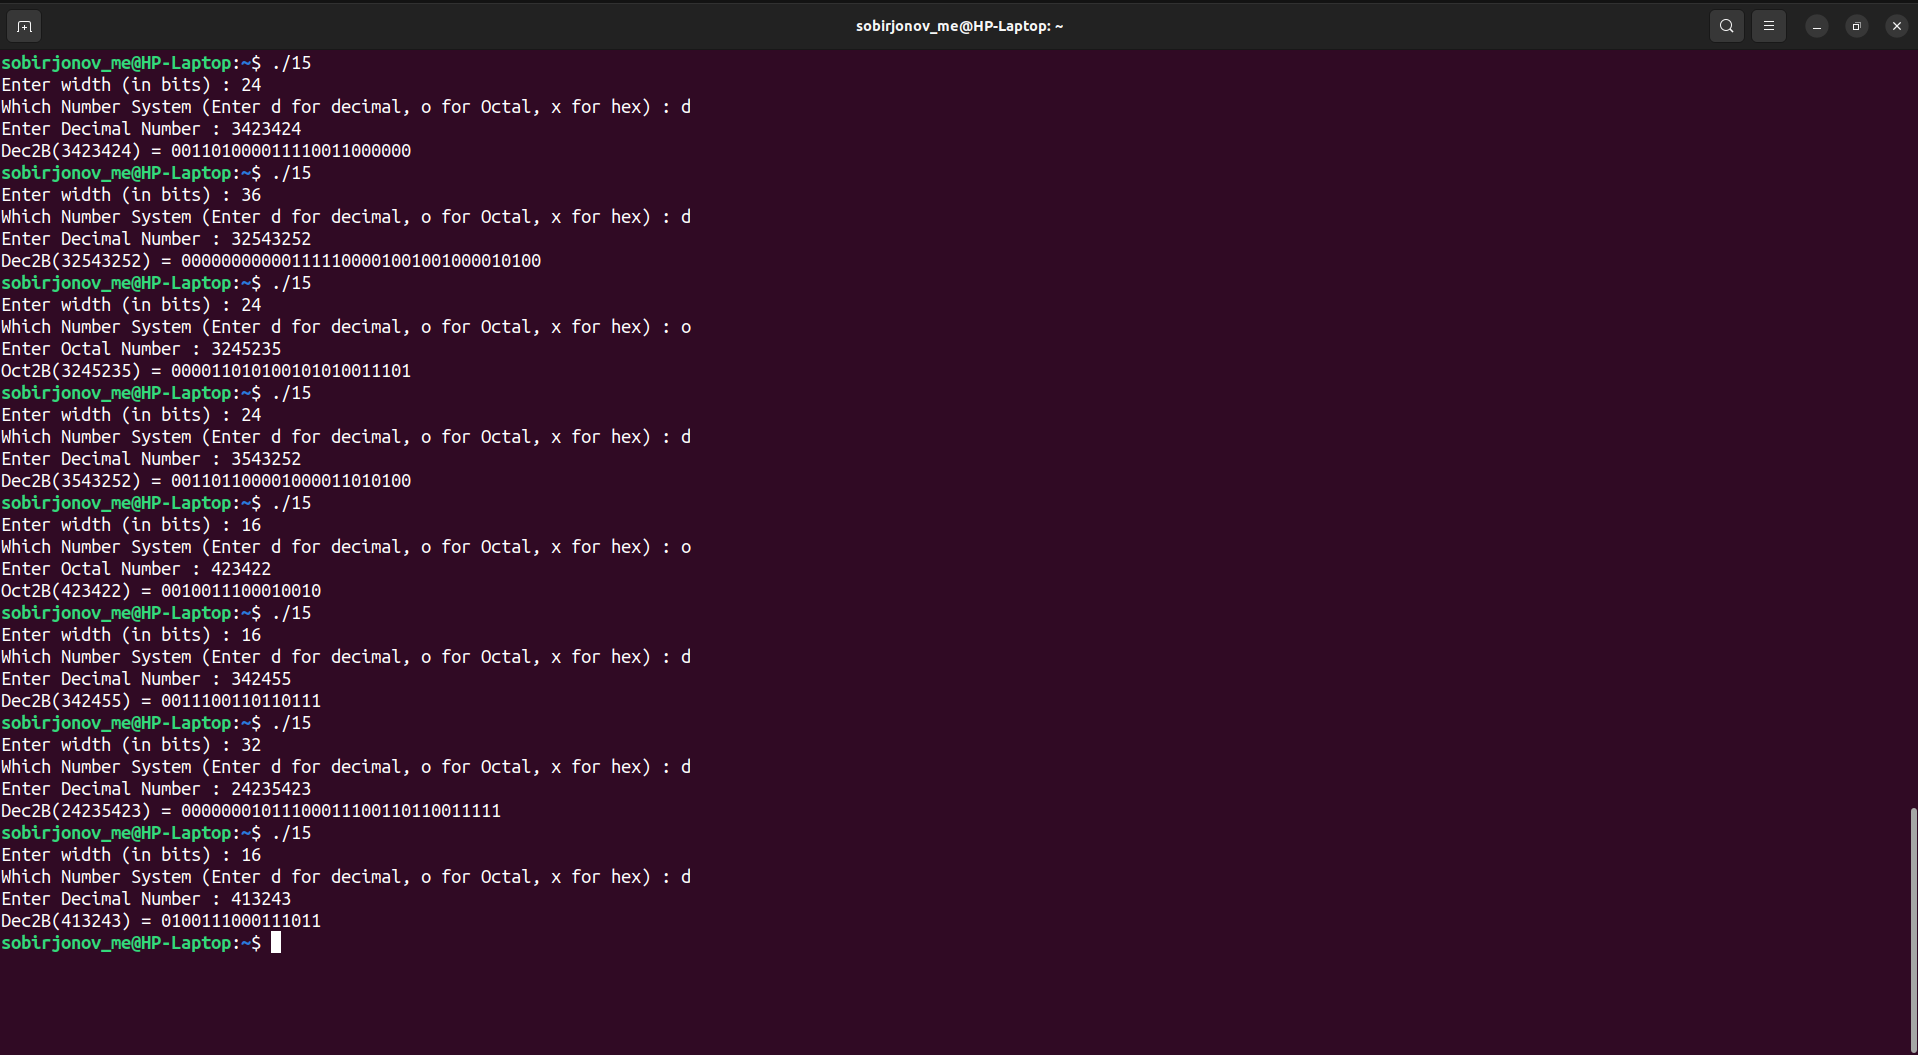 sobirjonov_me@HP-Laptop: ~
sobirjonov_me@HP-Laptop:~$ ./15
Enter width (in bits) : 24
Which Number System (Enter d for decimal, o for Octal, x for hex) : d
Enter Decimal Number : 3423424
Dec2B(3423424) = 001101000011110011000000
sobirjonov_me@HP-Laptop:~$ ./15
Enter width (in bits) : 36
Which Number System (Enter d for decimal, o for Octal, x for hex) : d
Enter Decimal Number : 32543252
Dec2B(32543252) = 000000000001111100001001001000010100
sobirjonov_me@HP-Laptop:~$ ./15
Enter width (in bits) : 24
Which Number System (Enter d for decimal, o for Octal, x for hex) : o
Enter Octal Number : 3245235
Oct2B(3245235) = 000011010100101010011101
sobirjonov_me@HP-Laptop:~$ ./15
Enter width (in bits) : 24
Which Number System (Enter d for decimal, o for Octal, x for hex) : d
Enter Decimal Number : 3543252
Dec2B(3543252) = 001101100001000011010100
sobirjonov_me@HP-Laptop:~$ ./15
Enter width (in bits) : 16
Which Number System (Enter d for decimal, o for Octal, x for hex) : o
Enter Octal Number : 423422
Oct2B(423422) = 0010011100010010
sobirjonov_me@HP-Laptop:~$ ./15
Enter width (in bits) : 16
Which Number System (Enter d for decimal, o for Octal, x for hex) : d
Enter Decimal Number : 342455
Dec2B(342455) = 0011100110110111
sobirjonov_me@HP-Laptop:~$ ./15
Enter width (in bits) : 32
Which Number System (Enter d for decimal, o for Octal, x for hex) : d
Enter Decimal Number : 24235423
Dec2B(24235423) = 00000001011100011100110110011111
sobirjonov_me@HP-Laptop:~$ ./15
Enter width (in bits) : 16
Which Number System (Enter d for decimal, o for Octal, x for hex) : d
Enter Decimal Number : 413243
Dec2B(413243) = 0100111000111011
sobirjonov_me@HP-Laptop:~$